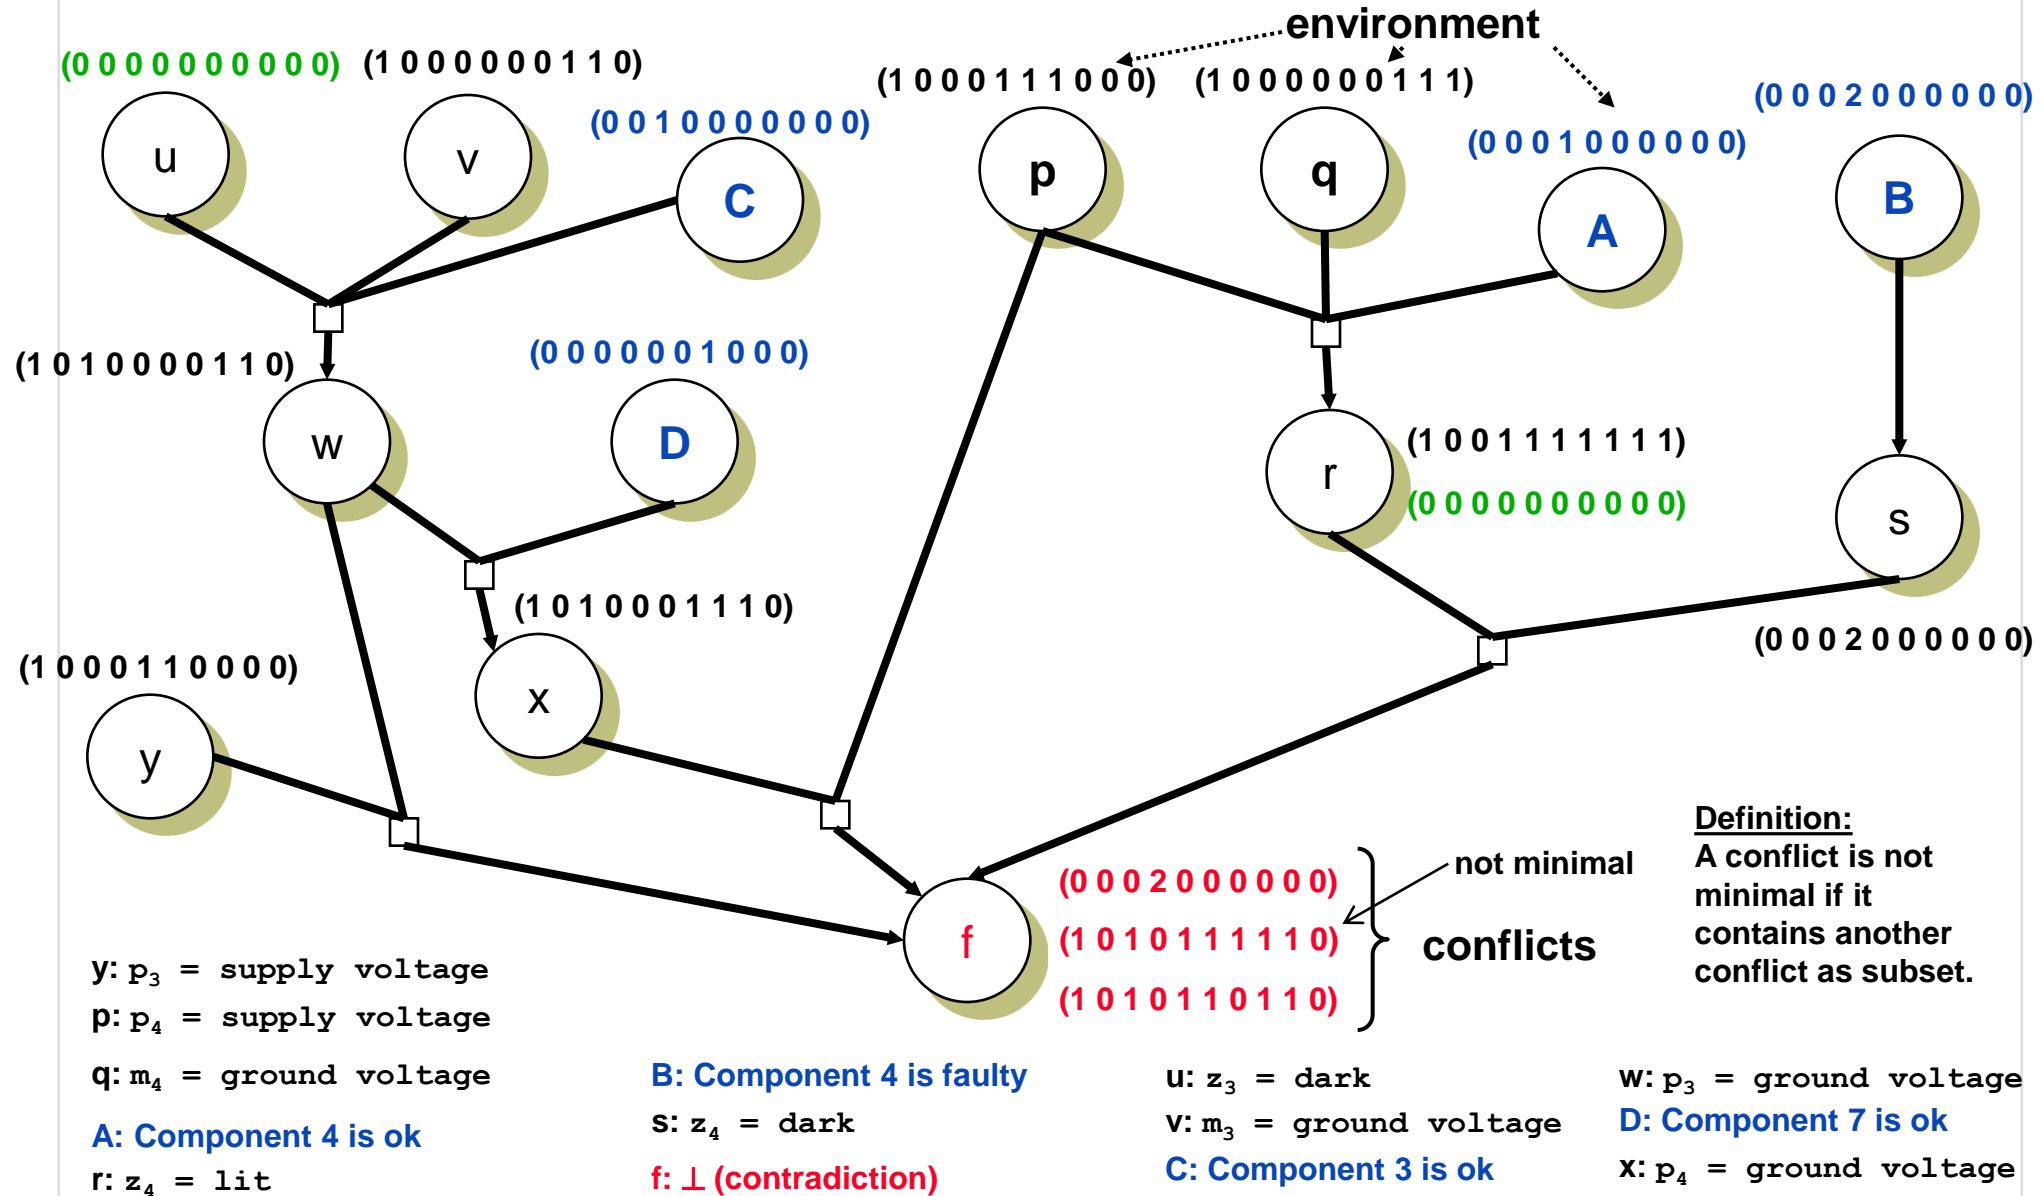 environment
(0 0 0 0 0 0 0 0 0 0) (1 0 0 0 0 0 0 1 1 0)
(1 0 0 0 1 1 1 0 0 0) (1 0 0 0 0 0 0 1 1 1)
(0 0 0 2 0 0 0 0 0 0)
(0 0 1 0 0 0 0 0 0 0)
(0 0 0 1 0 0 0 0 0 0)
u v C p q A B
(1 0 1 0 0 0 0 1 1 0)
(0 0 0 0 0 0 1 0 0 0)
w D r s
(1 0 0 1 1 1 1 1 1 1)
(0 0 0 0 0 0 0 0 0 0)
(1 0 1 0 0 0 1 1 1 0)
(0 0 0 2 0 0 0 0 0 0)
(1 0 0 0 1 1 0 0 0 0)
x
y
Definition:
A conflict is not
minimal if it
contains another
conflict as subset.
not minimal
(0 0 0 2 0 0 0 0 0 0)
(1 0 1 0 1 1 1 1 1 0)
(1 0 1 0 1 1 0 1 1 0)
f
conflicts
y: p₃ = supply voltage
p: p₄ = supply voltage
q: m₄ = ground voltage
A: Component 4 is ok
r: z₄ = lit
B: Component 4 is faulty
s: z₄ = dark
f: ⊥ (contradiction)
u: z₃ = dark
v: m₃ = ground voltage
C: Component 3 is ok
w: p₃ = ground voltage
D: Component 7 is ok
x: p₄ = ground voltage